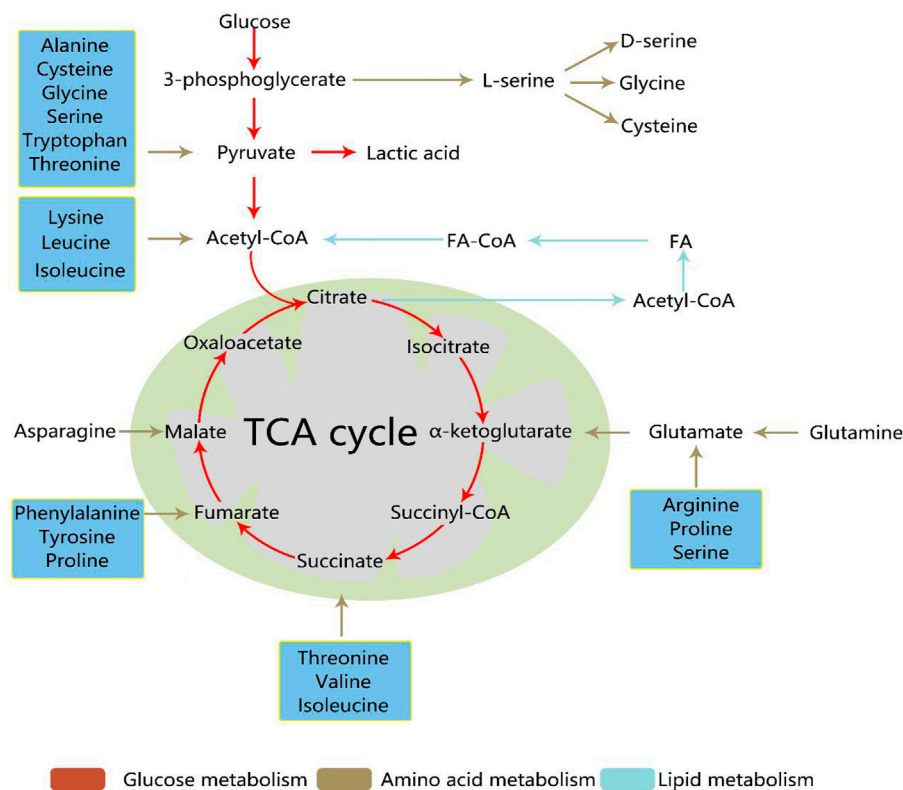 Glucose
Alanine
Cysteine
Glycine
Serine
Tryptophan
Threonine
3-phosphoglycerate
L-serine
D-serine
Glycine
Cysteine
Pyruvate
Lactic acid
Lysine
Leucine
Isoleucine
Acetyl-CoA
FA-CoA
FA
Acetyl-CoA
Citrate
Oxaloacetate
Isocitrate
TCA cycle
Asparagine
Malate
α-ketoglutarate
Glutamate
Glutamine
Phenylalanine
Tyrosine
Proline
Fumarate
Succinyl-CoA
Succinate
Arginine
Proline
Serine
Threonine
Valine
Isoleucine
Glucose metabolism
Amino acid metabolism
Lipid metabolism